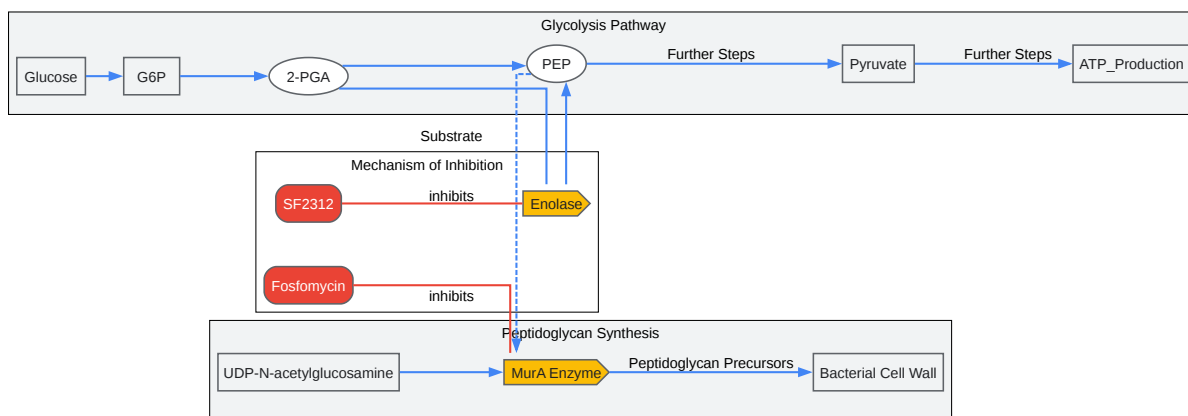 Glycolysis Pathway
Glucose
G6P
2-PGA
PEP
Further Steps
Pyruvate
Further Steps
ATP_Production
Substrate
Mechanism of Inhibition
SF2312
inhibits
Enolase
Fosfomycin
inhibits
Peptidoglycan Synthesis
UDP-N-acetylglucosamine
MurA Enzyme
Peptidoglycan Precursors
Bacterial Cell Wall